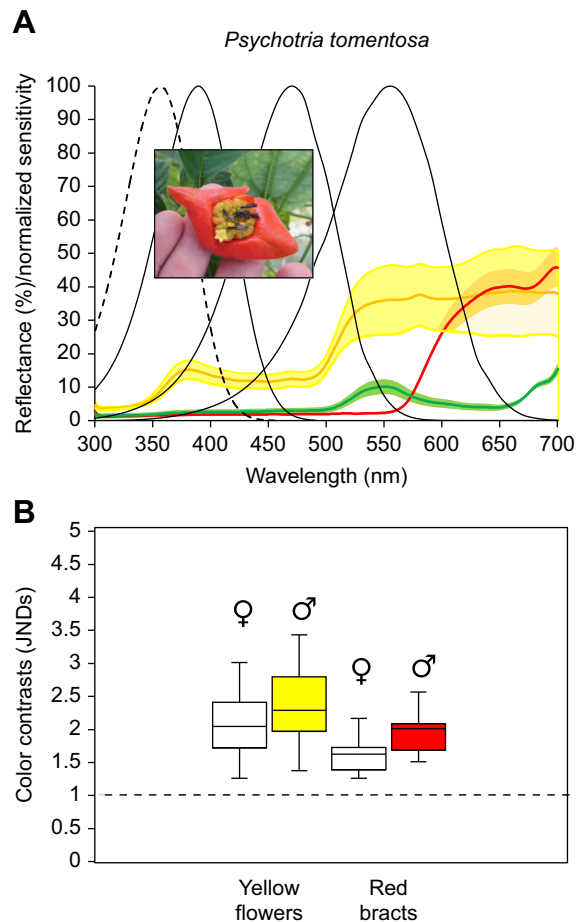 A
Psychotria tomentosa
Reflectance (%)/normalized sensitivity
100
90
80
70
60
50
40
30
20
10
0
300 350 400 450 500 550 600 650 700
Wavelength (nm)
B
Color contrasts (JNDs)
5
4.5
4
3.5
3
2.5
2
1.5
1
0.5
0
♀ ♂ ♀ ♂
Yellow flowers
Red bracts